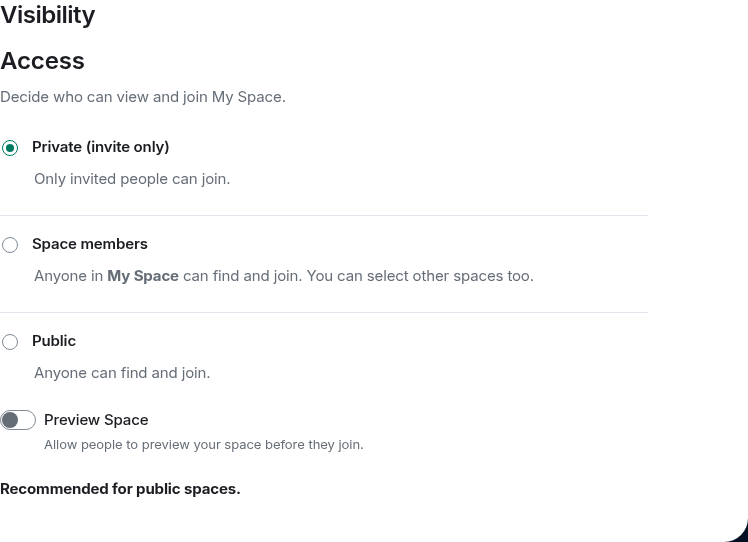 Visibility
Access
Decide who can view and join My Space.
Private (invite only)
Only invited people can join.
Space members
Anyone in My Space can find and join. You can select other spaces too.
Public
Anyone can find and join.
Preview Space
Allow people to preview your space before they join.
Recommended for public spaces.